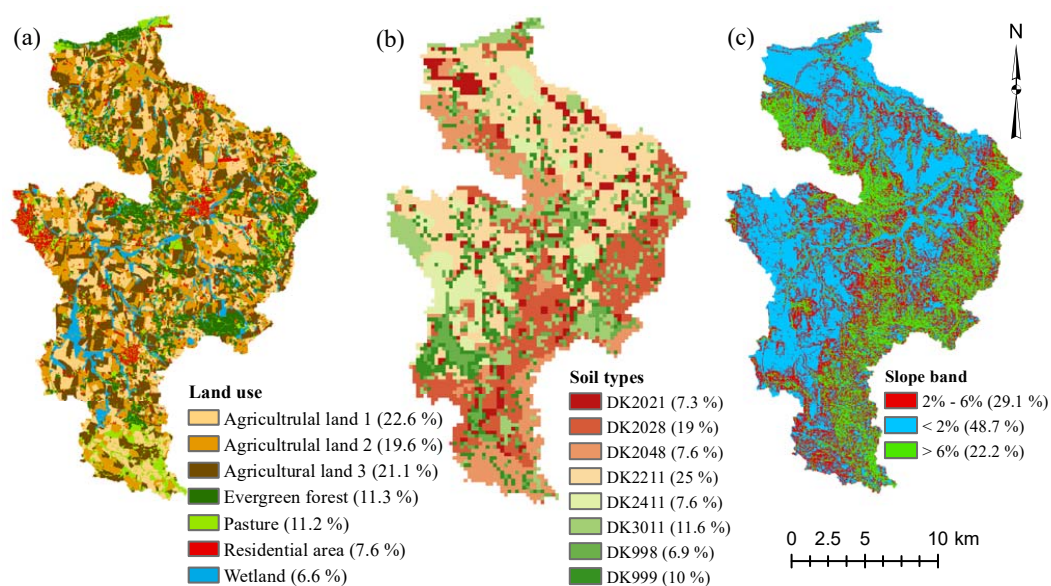 (a)
(b)
(c)
N
Land use
Agricultrulal land 1 (22.6 %)
Agricultrulal land 2 (19.6 %)
Agricultural land 3 (21.1 %)
Evergreen forest (11.3 %)
Pasture (11.2 %)
Residential area (7.6 %)
Wetland (6.6 %)
Soil types
DK2021 (7.3 %)
DK2028 (19 %)
DK2048 (7.6 %)
DK2211 (25 %)
DK2411 (7.6 %)
DK3011 (11.6 %)
DK998 (6.9 %)
DK999 (10 %)
Slope band
2% - 6% (29.1 %)
< 2% (48.7 %)
> 6% (22.2 %)
0 2.5 5 10 km